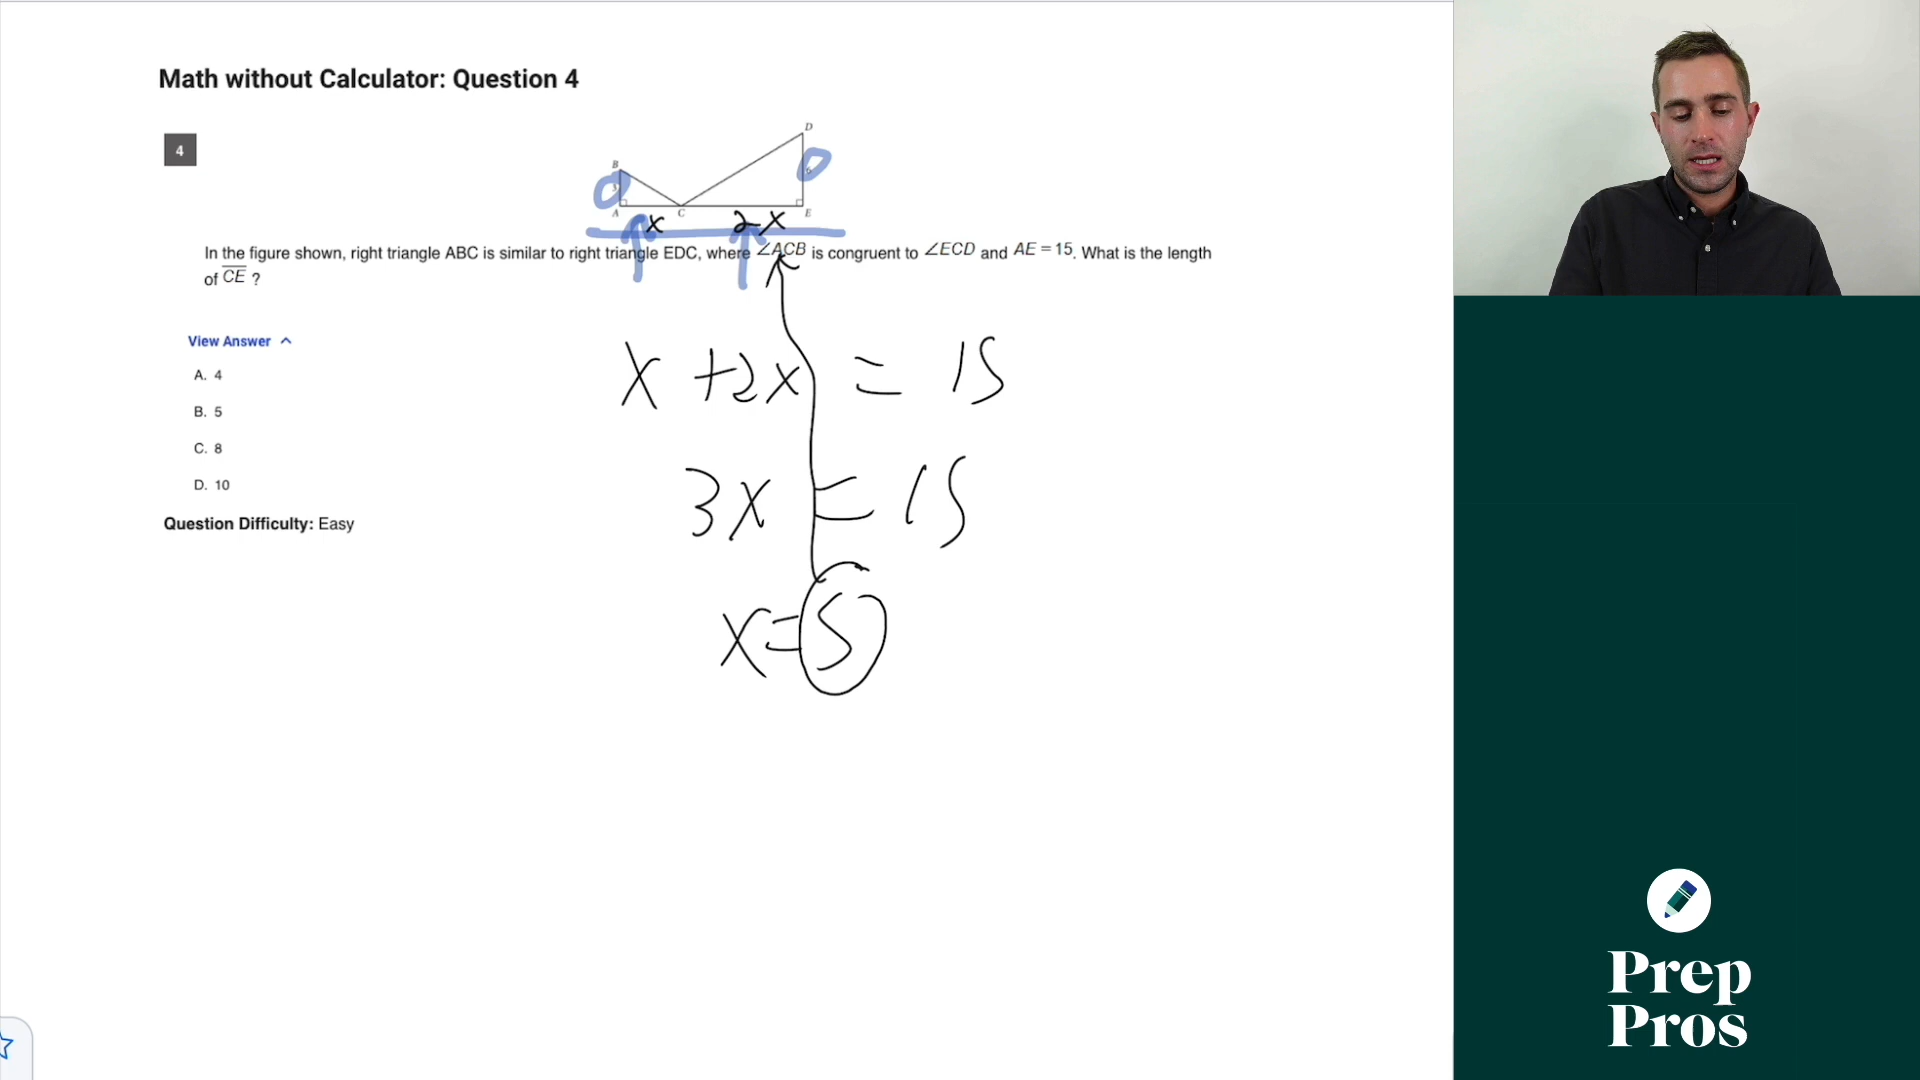 Math without Calculator: Question 4
4
D
B
A
C
E
x
2x
In the figure shown, right triangle ABC is similar to right triangle EDC, where ∠ACB is congruent to ∠ECD and AE = 15. What is the length
of CE ?
View Answer
A. 4
B. 5
C. 8
D. 10
Question Difficulty: Easy
x + 2x = 15
3x = 15
x = 5
Prep
Pros